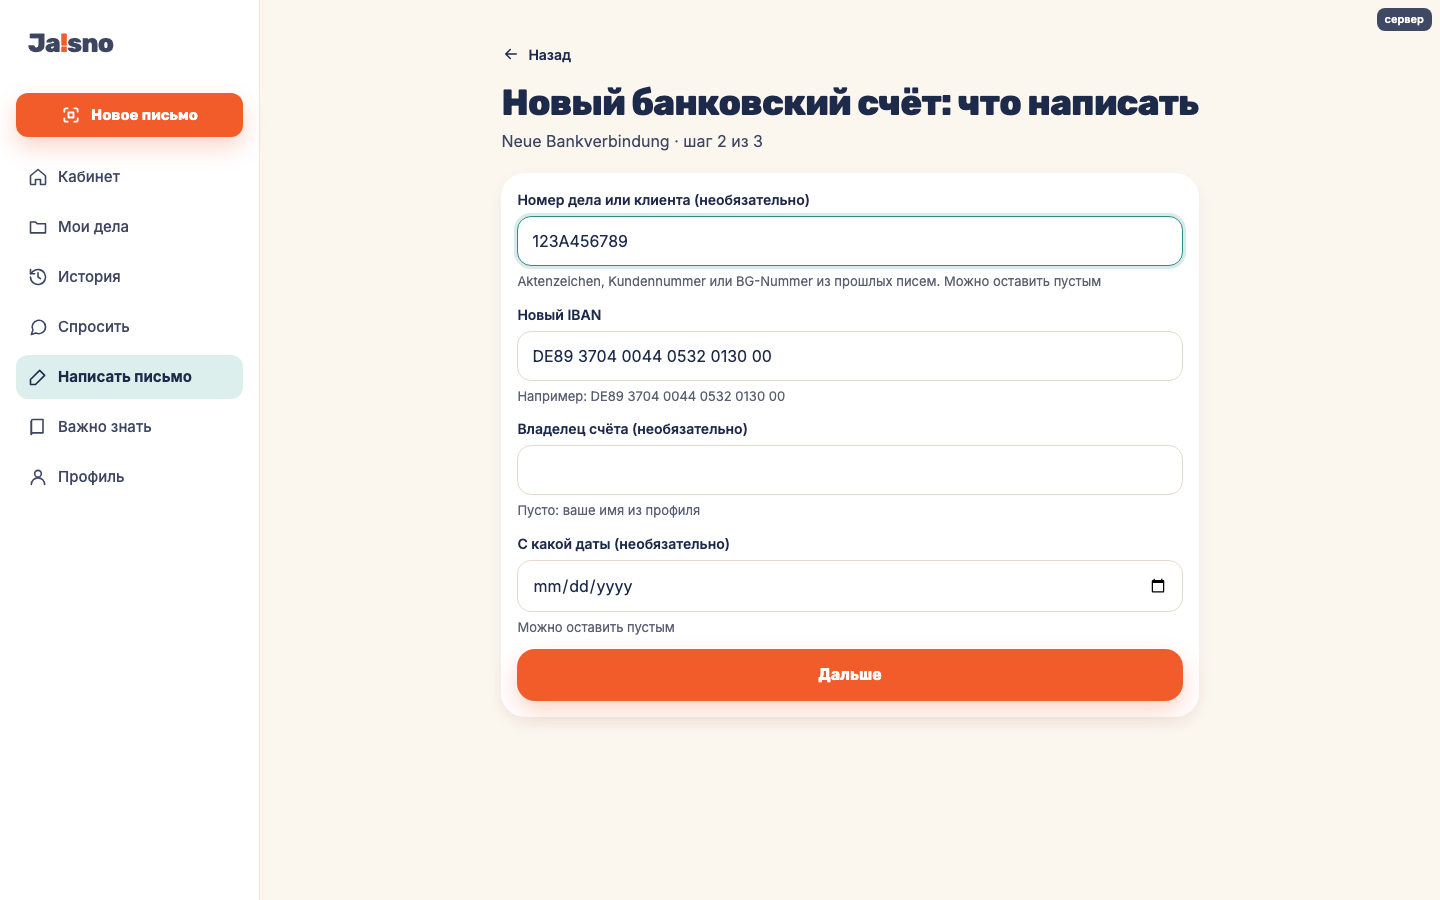 Ja!sno
Новое письмо
Кабинет
Мои дела
История
Спросить
Написать письмо
Важно знать
Профиль
сервер
Назад
Новый банковский счёт: что написать
Neue Bankverbindung · шаг 2 из 3
Номер дела или клиента (необязательно)
123A456789
Aktenzeichen, Kundennummer или BG-Nummer из прошлых писем. Можно оставить пустым
Новый IBAN
DE89 3704 0044 0532 0130 00
Например: DE89 3704 0044 0532 0130 00
Владелец счёта (необязательно)
Пусто: ваше имя из профиля
С какой даты (необязательно)
mm/dd/yyyy
Можно оставить пустым
Дальше